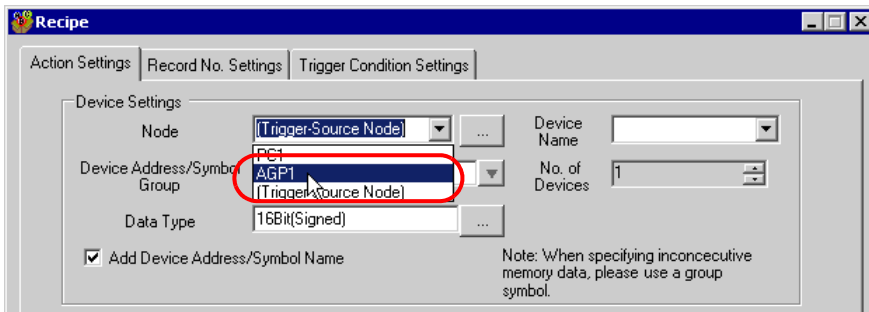 Recipe
Action Settings Record No. Settings Trigger Condition Settings
Device Settings
Node (Trigger-Source Node) ... Device Name
PC1
Device Address/Symbol Group AGP1 No. of Devices 1
(Trigger-Source Node)
Data Type 16Bit(Signed) ...
Add Device Address/Symbol Name
Note: When specifying inconcecutive
memory data, please use a group
symbol.